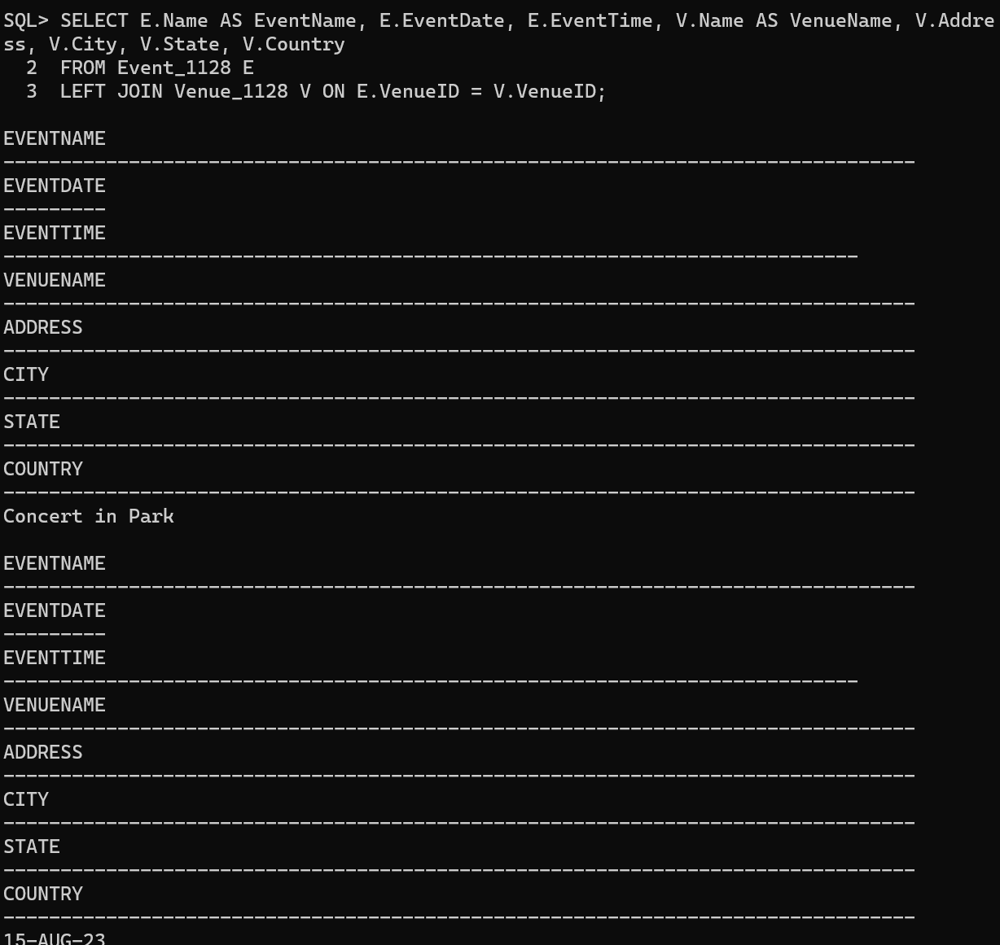 SQL> SELECT E.Name AS EventName, E.EventDate, E.EventTime, V.Name AS VenueName, V.Addre
ss, V.City, V.State, V.Country
  2  FROM Event_1128 E
  3  LEFT JOIN Venue_1128 V ON E.VenueID = V.VenueID;

EVENTNAME
--------------------------------------------------------------------------------
EVENTDATE
---------
EVENTTIME
---------------------------------------------------------------------------
VENUENAME
--------------------------------------------------------------------------------
ADDRESS
--------------------------------------------------------------------------------
CITY
--------------------------------------------------------------------------------
STATE
--------------------------------------------------------------------------------
COUNTRY
--------------------------------------------------------------------------------
Concert in Park

EVENTNAME
--------------------------------------------------------------------------------
EVENTDATE
---------
EVENTTIME
---------------------------------------------------------------------------
VENUENAME
--------------------------------------------------------------------------------
ADDRESS
--------------------------------------------------------------------------------
CITY
--------------------------------------------------------------------------------
STATE
--------------------------------------------------------------------------------
COUNTRY
--------------------------------------------------------------------------------
15-AUG-23